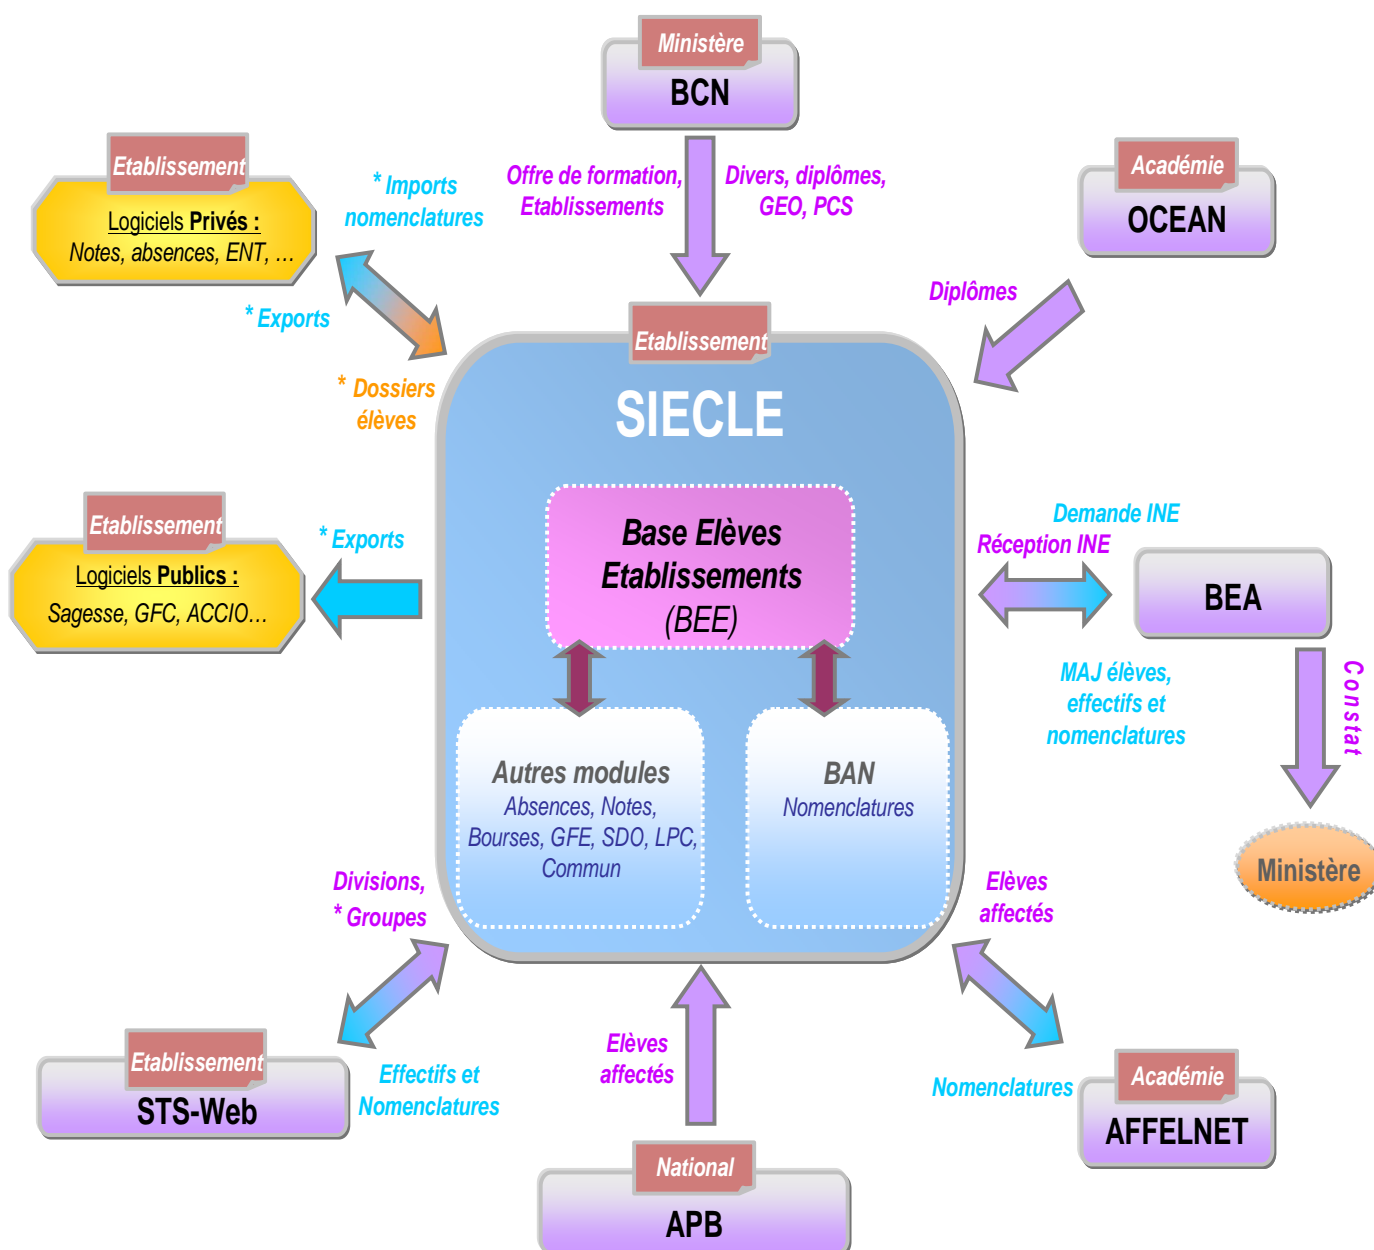 Ministère
BCN
Etablissement
Logiciels Privés :
Notes, absences, ENT, …
* Imports
nomenclatures
* Exports
* Dossiers
élèves
Offre de formation,
Etablissements
Divers, diplômes,
GEO, PCS
Académie
OCEAN
Diplômes
Etablissement
SIECLE
Base Elèves
Etablissements
(BEE)
Etablissement
Logiciels Publics :
Sagesse, GFC, ACCIO…
* Exports
Demande INE
Réception INE
BEA
MAJ élèves,
effectifs et
nomenclatures
Constat
Ministère
Autres modules
Absences, Notes,
Bourses, GFE, SDO, LPC,
Commun
BAN
Nomenclatures
Divisions,
* Groupes
Elèves
affectés
Etablissement
STS-Web
Effectifs et
Nomenclatures
Elèves
affectés
National
APB
Nomenclatures
Académie
AFFELNET